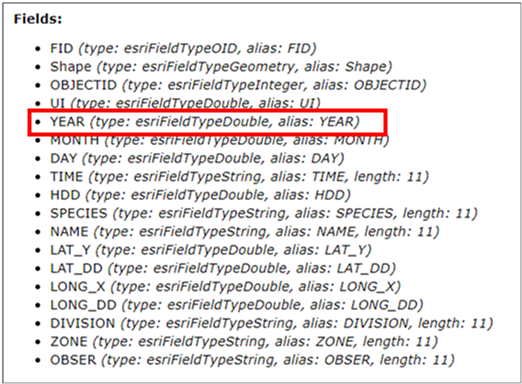 Fields:
• FID (type: esriFieldTypeOID, alias: FID)
• Shape (type: esriFieldTypeGeometry, alias: Shape)
• OBJECTID (type: esriFieldTypeInteger, alias: OBJECTID)
• UI (type: esriFieldTypeDouble, alias: UI)
• YEAR (type: esriFieldTypeDouble, alias: YEAR)
• MONTH (type: esriFieldTypeDouble, alias: MONTH)
• DAY (type: esriFieldTypeDouble, alias: DAY)
• TIME (type: esriFieldTypeString, alias: TIME, length: 11)
• HDD (type: esriFieldTypeDouble, alias: HDD)
• SPECIES (type: esriFieldTypeString, alias: SPECIES, length: 11)
• NAME (type: esriFieldTypeString, alias: NAME, length: 11)
• LAT_Y (type: esriFieldTypeDouble, alias: LAT_Y)
• LAT_DD (type: esriFieldTypeDouble, alias: LAT_DD)
• LONG_X (type: esriFieldTypeDouble, alias: LONG_X)
• LONG_DD (type: esriFieldTypeDouble, alias: LONG_DD)
• DIVISION (type: esriFieldTypeString, alias: DIVISION, length: 11)
• ZONE (type: esriFieldTypeString, alias: ZONE, length: 11)
• OBSER (type: esriFieldTypeString, alias: OBSER, length: 11)